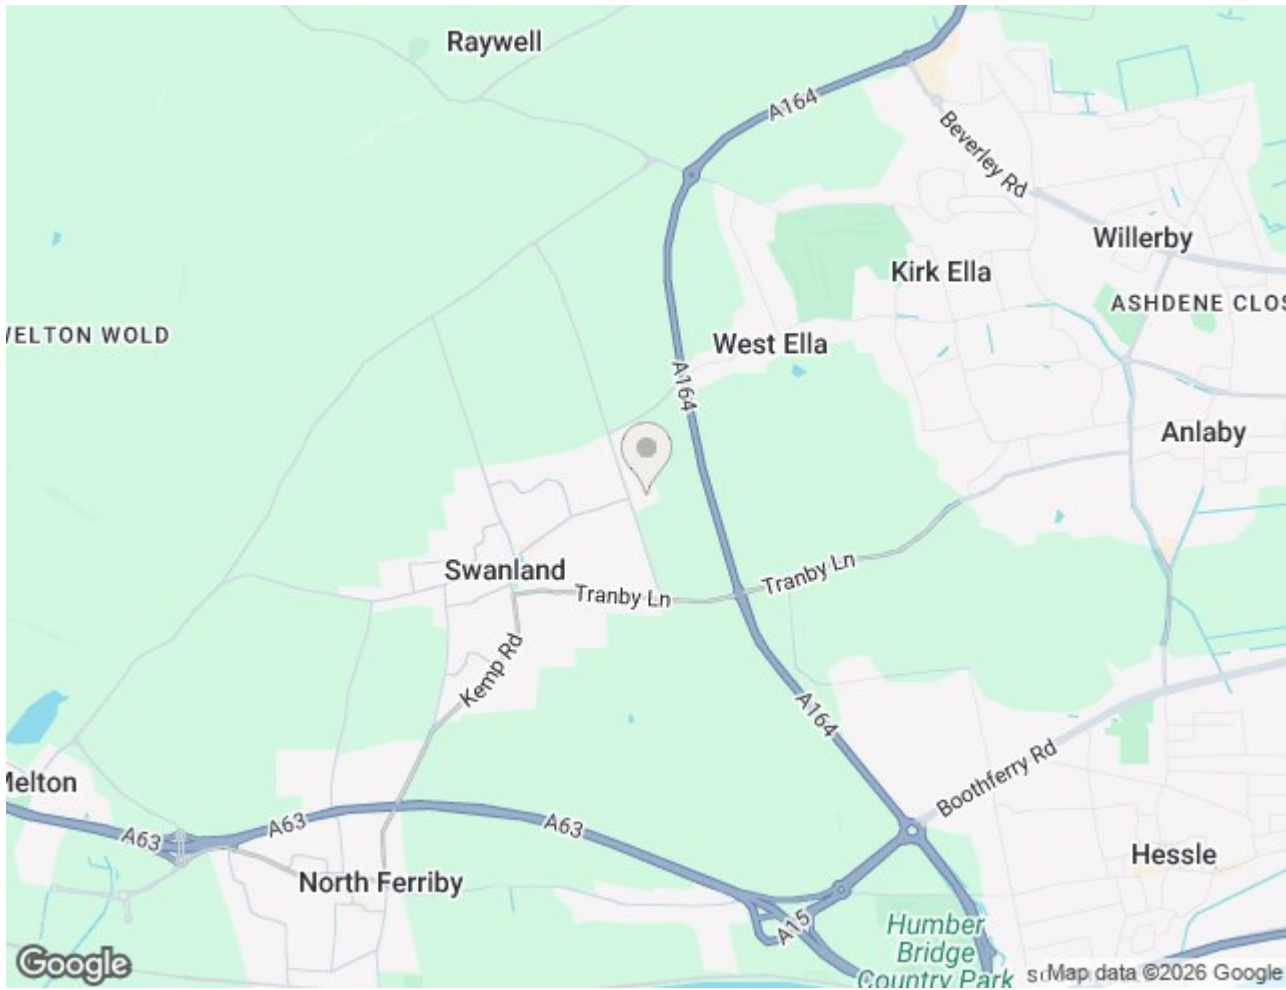 Raywell
A164
Beverley Rd
Willerby
Kirk Ella
ASHDENE CLOS
VELTON WOLD
West Ella
A164
Anlaby
Swanland
Tranby Ln
Tranby Ln
Kemp Rd
A164
Boothferry Rd
Melton
A63
A63
A63
Hessle
North Ferriby
A15
Humber
Bridge
Country Park
Google
Map data ©2026 Google